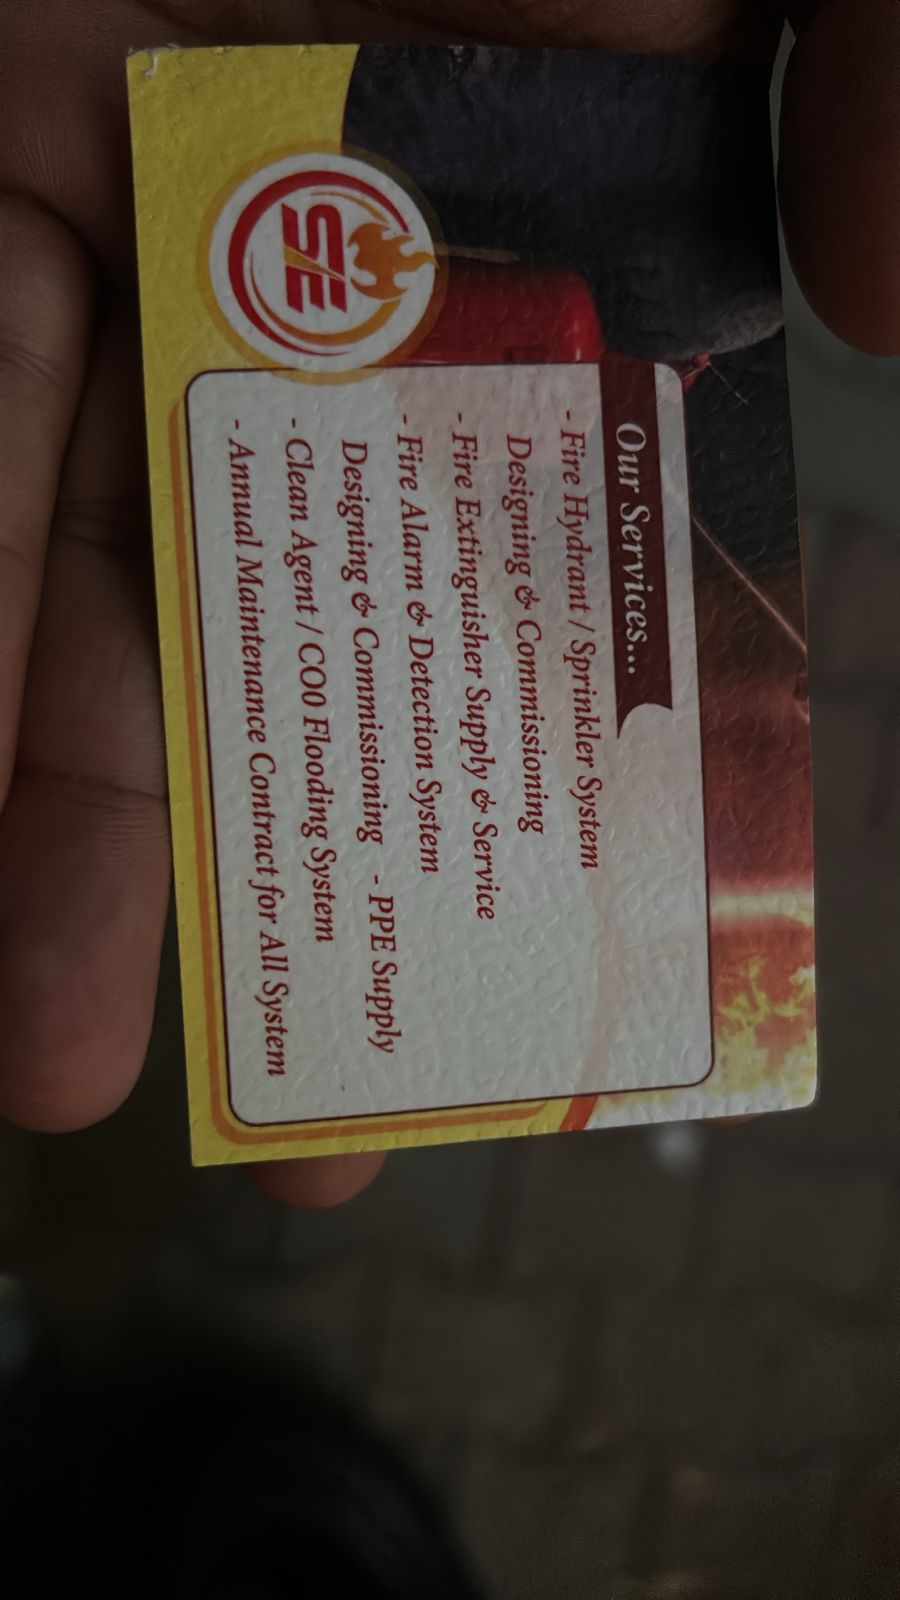 SE
Our Services...
- Fire Hydrant / Sprinkler System
Designing & Commissioning
- Fire Extinguisher Supply & Service
- Fire Alarm & Detection System
Designing & Commissioning - PPE Supply
- Clean Agent / CO0 Flooding System
- Annual Maintenance Contract for All System